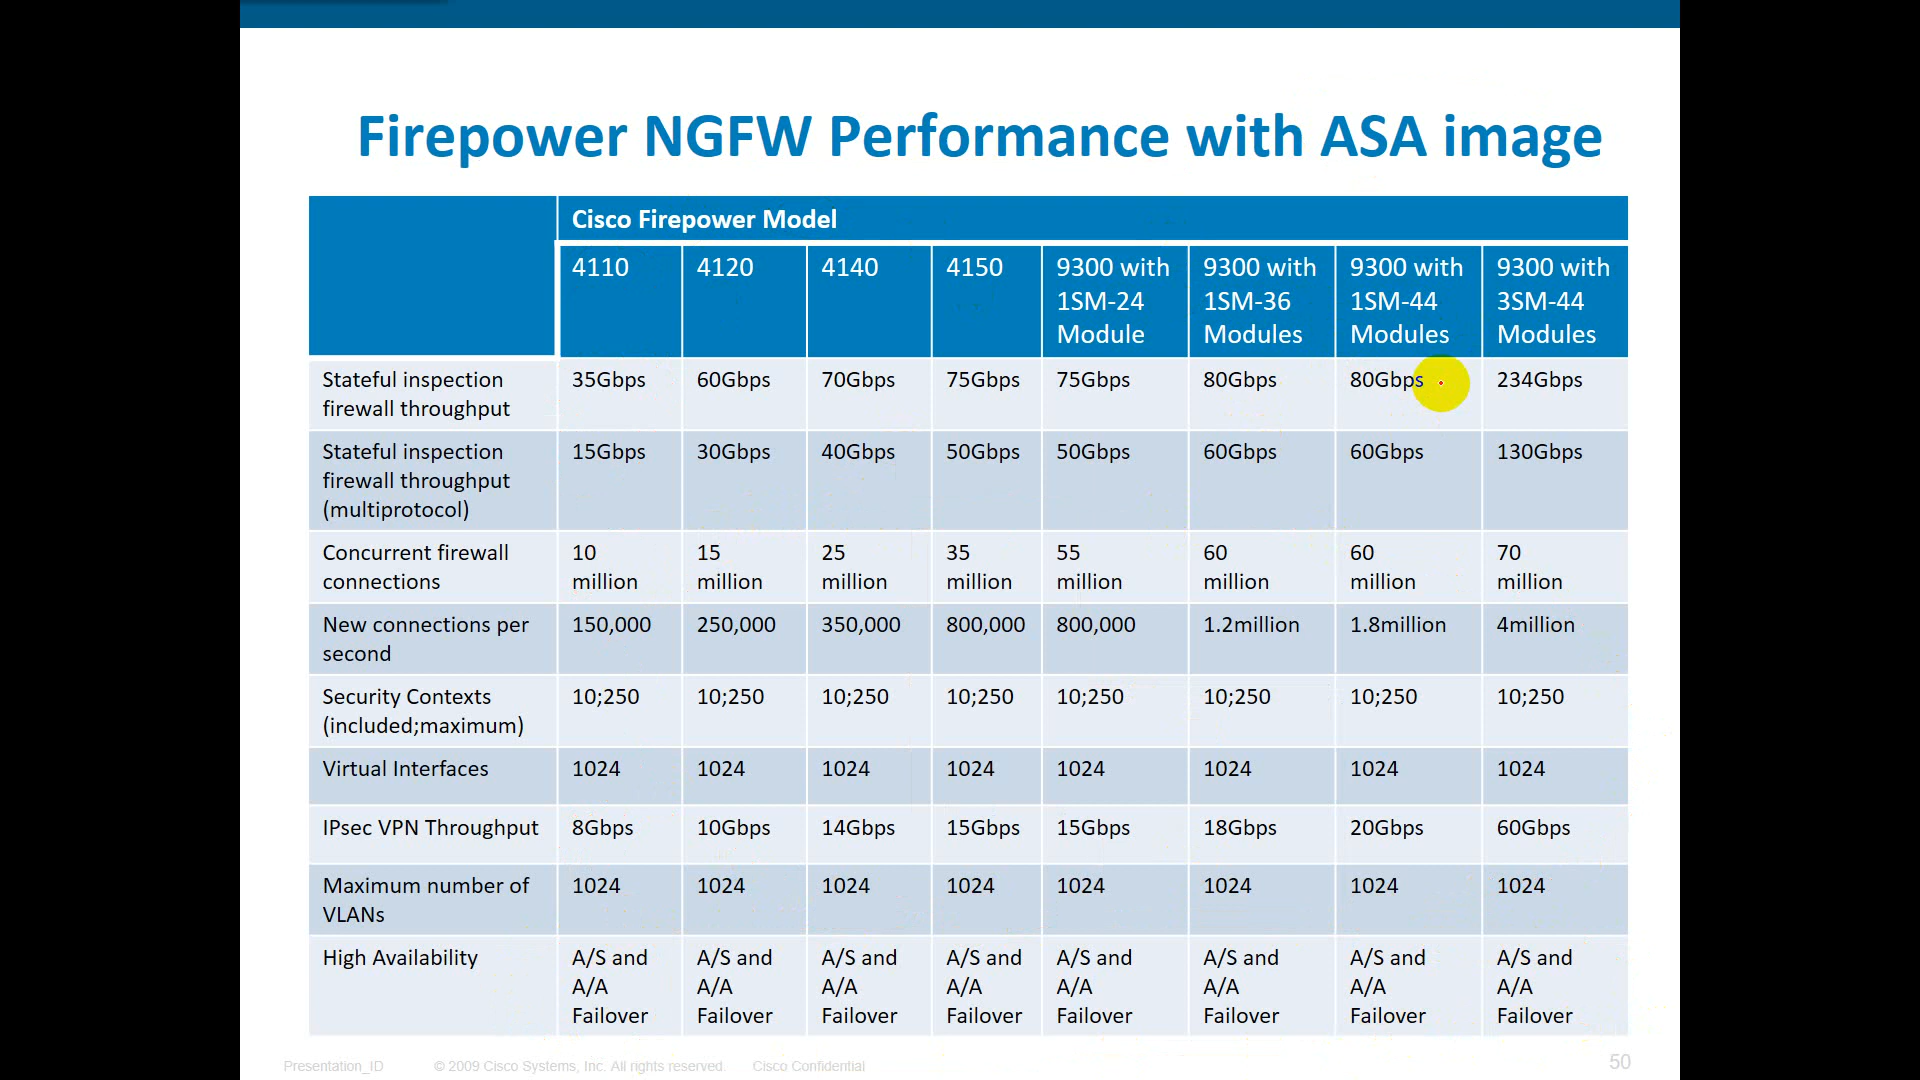 Firepower NGFW Performance with ASA image
Cisco Firepower Model
4110
4120
4140
4150
9300 with
1SM-24
Module
9300 with
1SM-36
Modules
9300 with
1SM-44
Modules
9300 with
3SM-44
Modules
Stateful inspection
firewall throughput
35Gbps
60Gbps
70Gbps
75Gbps
75Gbps
80Gbps
80Gbps
234Gbps
Stateful inspection
firewall throughput
(multiprotocol)
15Gbps
30Gbps
40Gbps
50Gbps
50Gbps
60Gbps
60Gbps
130Gbps
Concurrent firewall
connections
10
million
15
million
25
million
35
million
55
million
60
million
60
million
70
million
New connections per
second
150,000
250,000
350,000
800,000
800,000
1.2million
1.8million
4million
Security Contexts
(included;maximum)
10;250
10;250
10;250
10;250
10;250
10;250
10;250
10;250
Virtual Interfaces
1024
1024
1024
1024
1024
1024
1024
1024
IPsec VPN Throughput
8Gbps
10Gbps
14Gbps
15Gbps
15Gbps
18Gbps
20Gbps
60Gbps
Maximum number of
VLANs
1024
1024
1024
1024
1024
1024
1024
1024
High Availability
A/S and
A/A
Failover
A/S and
A/A
Failover
A/S and
A/A
Failover
A/S and
A/A
Failover
A/S and
A/A
Failover
A/S and
A/A
Failover
A/S and
A/A
Failover
A/S and
A/A
Failover
Presentation_ID
© 2009 Cisco Systems, Inc. All rights reserved.
Cisco Confidential
50